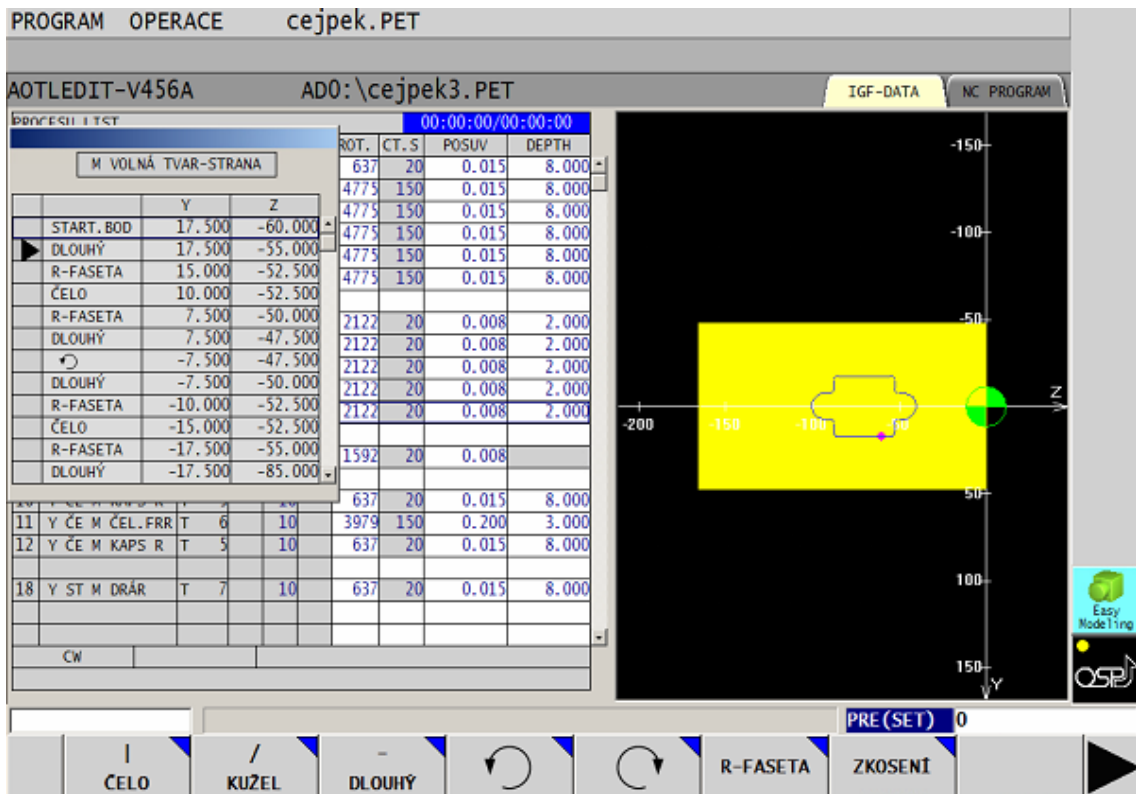 PROGRAM OPERACE cejpek.PET
AOTLEDIT-V456A AD0:\cejpek3.PET IGF-DATA NC PROGRAM
00:00:00/00:00:00
ROT. CT.S POSUV DEPTH
637 20 0.015 8.000
4775 150 0.015 8.000
4775 150 0.015 8.000
4775 150 0.015 8.000
4775 150 0.015 8.000
4775 150 0.015 8.000
2122 20 0.008 2.000
2122 20 0.008 2.000
2122 20 0.008 2.000
2122 20 0.008 2.000
2122 20 0.008 2.000
1592 20 0.008
637 20 0.015 8.000
11 Y ČE M ČEL.FRR T 6 10 3979 150 0.200 3.000
12 Y ČE M KAPS R T 5 10 637 20 0.015 8.000
18 Y ST M DRÁR T 7 10 637 20 0.015 8.000
CW
M VOLNÁ TVAR-STRANA
Y Z
START.BOD 17.500 -60.000
DLOUHÝ 17.500 -55.000
R-FASETA 15.000 -52.500
ČELO 10.000 -52.500
R-FASETA 7.500 -50.000
DLOUHÝ 7.500 -47.500
-7.500 -47.500
DLOUHÝ -7.500 -50.000
R-FASETA -10.000 -52.500
ČELO -15.000 -52.500
R-FASETA -17.500 -55.000
DLOUHÝ -17.500 -85.000
-150
-100
-50
Z
-200 -150 -100 -50
50
100
150
Y
Easy
Modeling
OSP
PRE(SET) 0
ČELO KUŽEL DLOUHÝ R-FASETA ZKOSENÍ